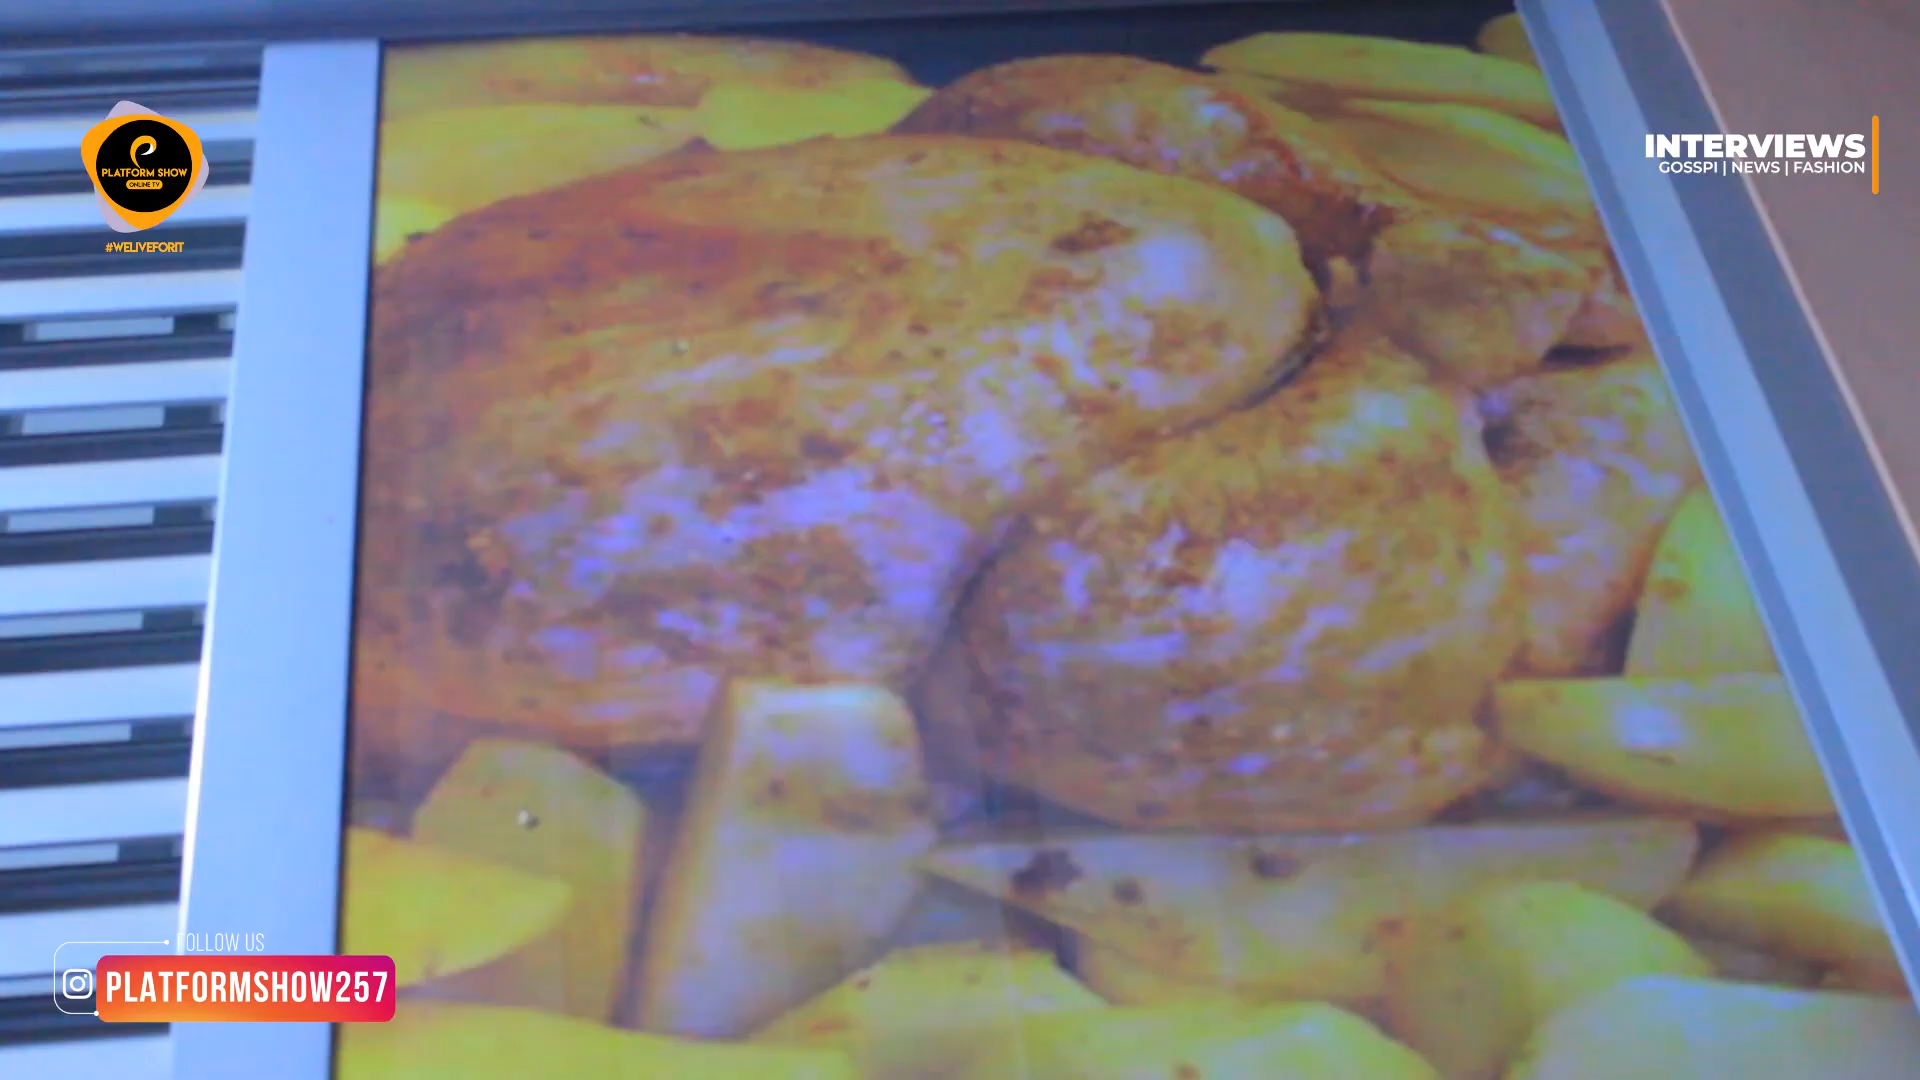 PLATFORM SHOW
ONLINE TV
#WELIVEFORIT
INTERVIEWS
GOSSPI | NEWS | FASHION
FOLLOW US
PLATFORMSHOW257